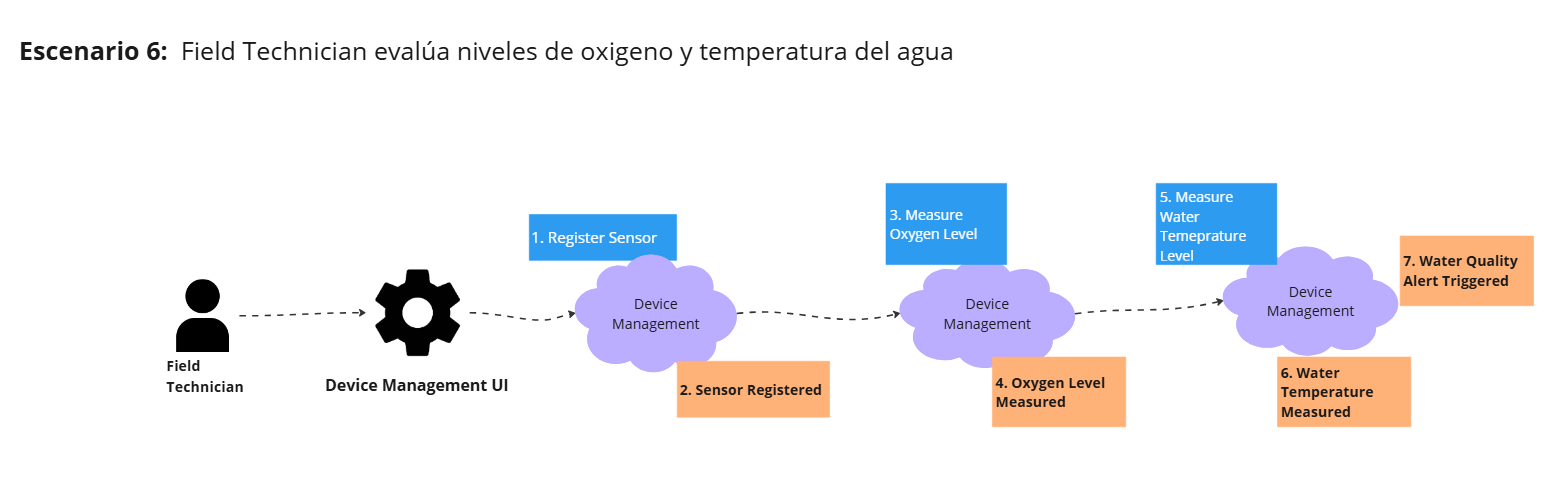 Escenario 6: Field Technician evalúa niveles de oxigeno y temperatura del agua
Field
Technician
Device Management UI
1. Register Sensor
Device
Management
2. Sensor Registered
3. Measure
Oxygen Level
Device
Management
4. Oxygen Level
Measured
5. Measure
Water
Temeprature
Level
Device
Management
6. Water
Temperature
Measured
7. Water Quality
Alert Triggered